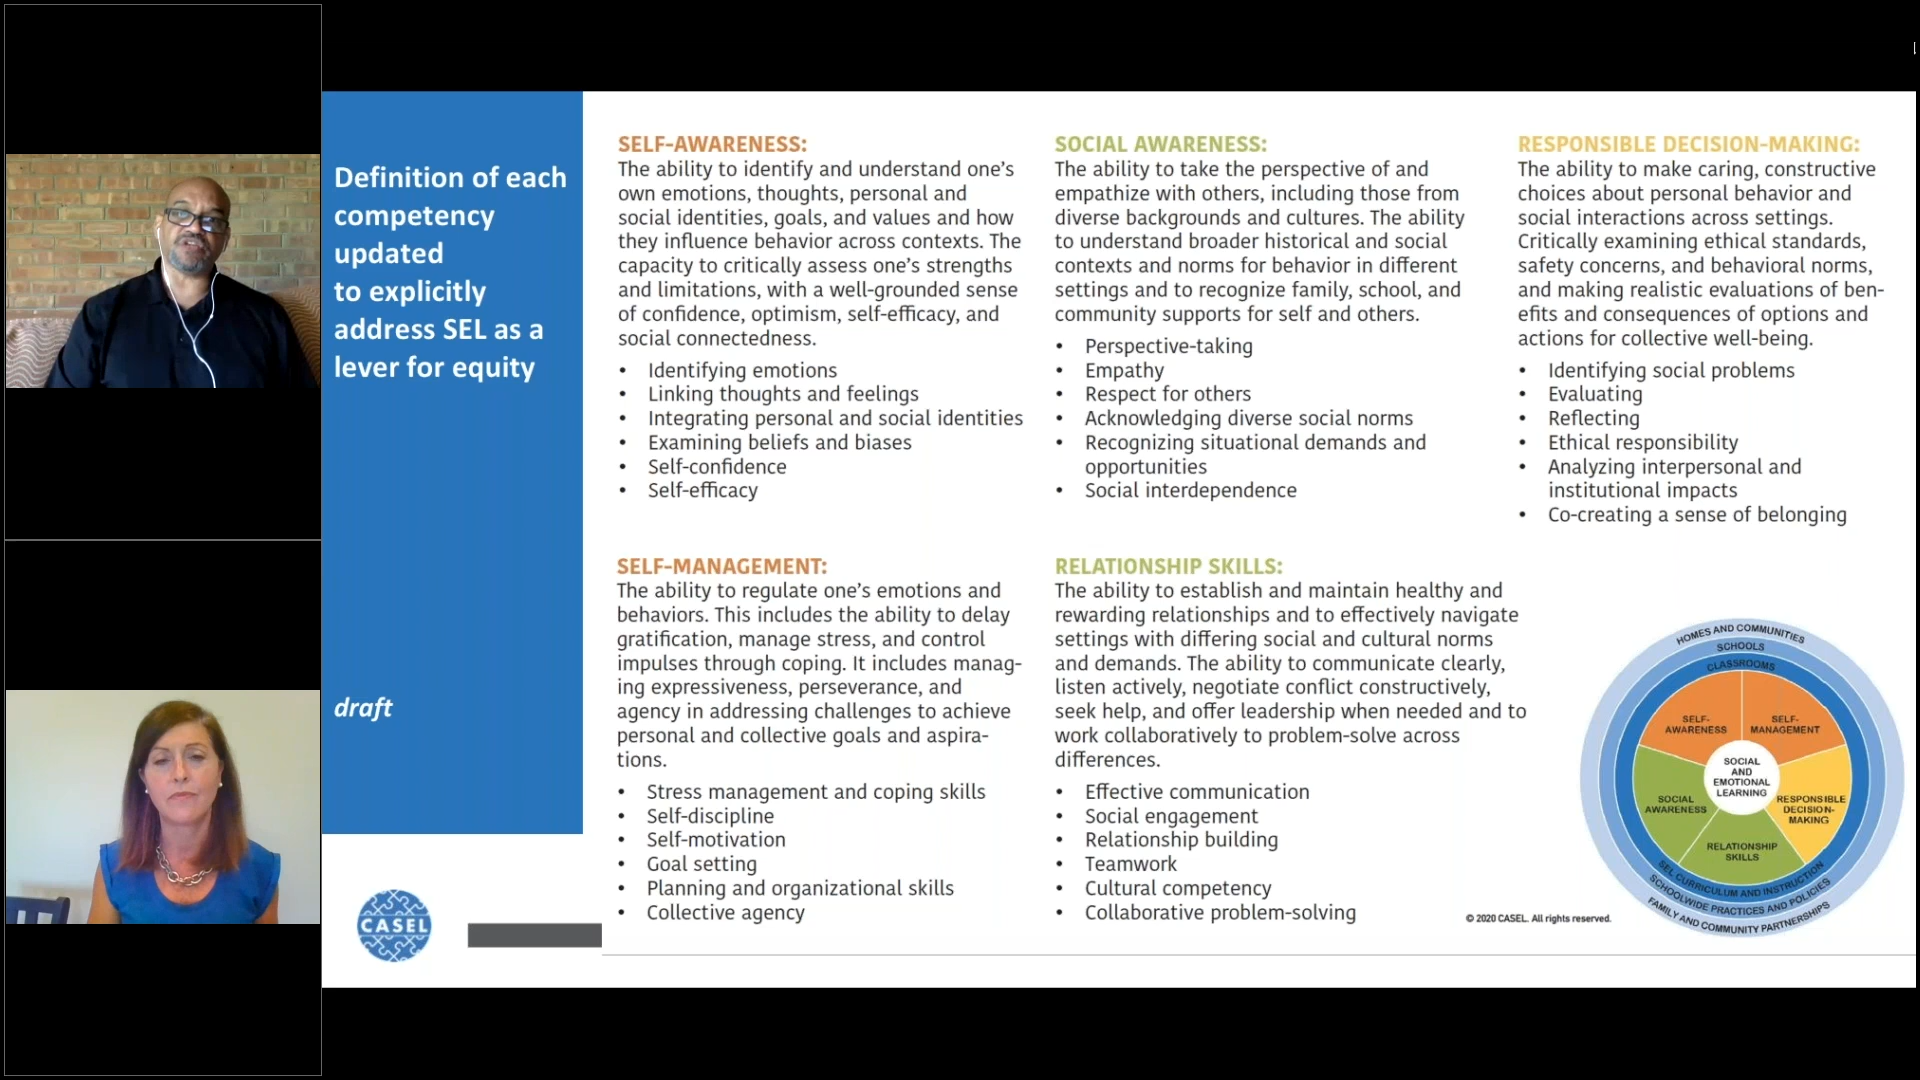 Definition of each
competency
updated
to explicitly
address SEL as a
lever for equity
draft
CASEL
SELF-AWARENESS:
The ability to identify and understand one's
own emotions, thoughts, personal and
social identities, goals, and values and how
they influence behavior across contexts. The
capacity to critically assess one's strengths
and limitations, with a well-grounded sense
of confidence, optimism, self-efficacy, and
social connectedness.
• Identifying emotions
• Linking thoughts and feelings
• Integrating personal and social identities
• Examining beliefs and biases
• Self-confidence
• Self-efficacy
SELF-MANAGEMENT:
The ability to regulate one's emotions and
behaviors. This includes the ability to delay
gratification, manage stress, and control
impulses through coping. It includes manag-
ing expressiveness, perseverance, and
agency in addressing challenges to achieve
personal and collective goals and aspira-
tions.
• Stress management and coping skills
• Self-discipline
• Self-motivation
• Goal setting
• Planning and organizational skills
• Collective agency
SOCIAL AWARENESS:
The ability to take the perspective of and
empathize with others, including those from
diverse backgrounds and cultures. The ability
to understand broader historical and social
contexts and norms for behavior in different
settings and to recognize family, school, and
community supports for self and others.
• Perspective-taking
• Empathy
• Respect for others
• Acknowledging diverse social norms
• Recognizing situational demands and
opportunities
• Social interdependence
RELATIONSHIP SKILLS:
The ability to establish and maintain healthy and
rewarding relationships and to effectively navigate
settings with differing social and cultural norms
and demands. The ability to communicate clearly,
listen actively, negotiate conflict constructively,
seek help, and offer leadership when needed and to
work collaboratively to problem-solve across
differences.
• Effective communication
• Social engagement
• Relationship building
• Teamwork
• Cultural competency
• Collaborative problem-solving
RESPONSIBLE DECISION-MAKING:
The ability to make caring, constructive
choices about personal behavior and
social interactions across settings.
Critically examining ethical standards,
safety concerns, and behavioral norms,
and making realistic evaluations of ben-
efits and consequences of options and
actions for collective well-being.
• Identifying social problems
• Evaluating
• Reflecting
• Ethical responsibility
• Analyzing interpersonal and
institutional impacts
• Co-creating a sense of belonging
HOMES AND COMMUNITIES
SCHOOLS
CLASSROOMS
SELF-
AWARENESS
SELF-
MANAGEMENT
SOCIAL
AND
EMOTIONAL
LEARNING
SOCIAL
AWARENESS
RESPONSIBLE
DECISION-
MAKING
RELATIONSHIP
SKILLS
SEL CURRICULUM AND INSTRUCTION
SCHOOLWIDE PRACTICES AND POLICIES
FAMILY AND COMMUNITY PARTNERSHIPS
© 2020 CASEL. All rights reserved.